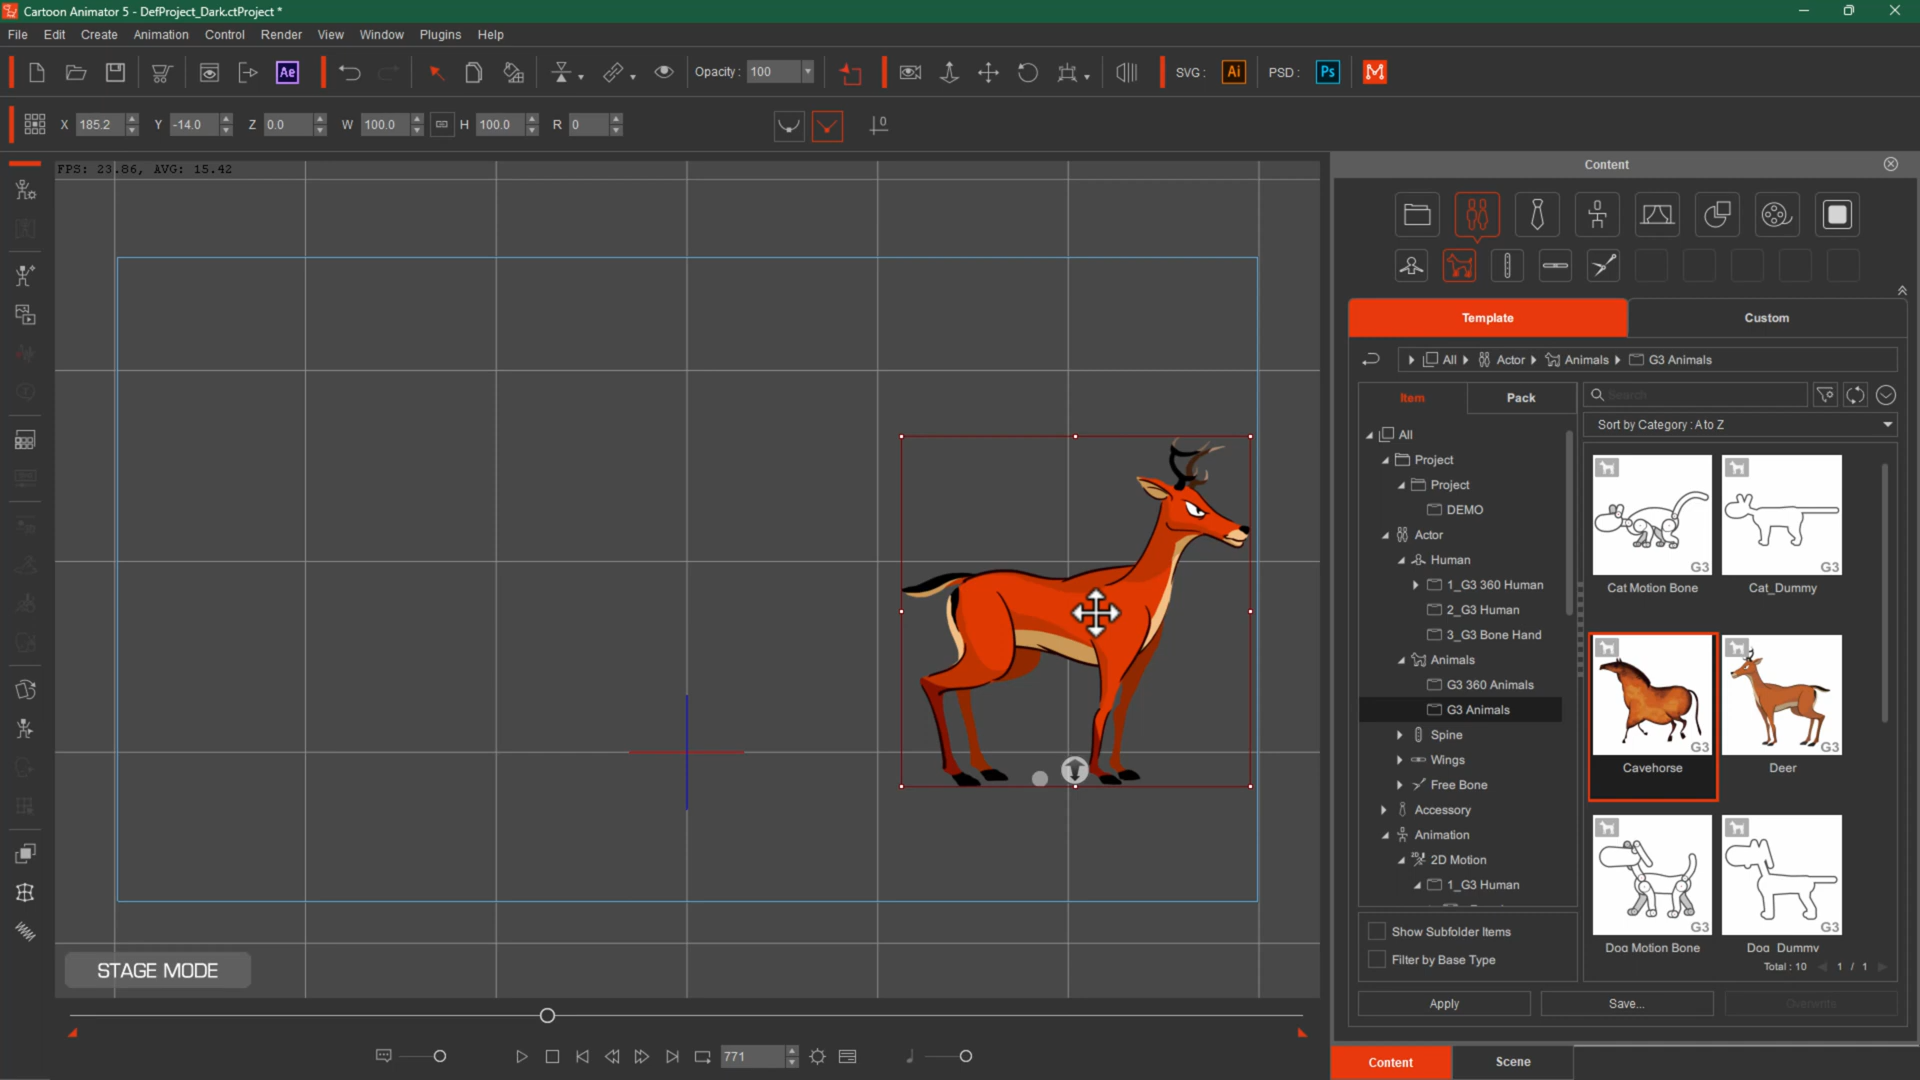 Cartoon Animator 5 - DefProject_Dark.ctProject *
File Edit Create Animation Control Render View Window Plugins Help
Ae Opacity : 100 SVG : Ai PSD : Ps
X 185.2 Y -14.0 Z 0.0 W 100.0 H 100.0 R 0
FPS: 23.86, AVG: 15.42
STAGE MODE
771
Content
Template Custom
All Actor Animals G3 Animals
Item Pack Search
Sort by Category : A to Z
All
Project
Project
DEMO
Actor
Human
1_G3 360 Human
2_G3 Human
3_G3 Bone Hand
Animals
G3 360 Animals
G3 Animals
Spine
Wings
Free Bone
Accessory
Animation
2D Motion
1_G3 Human
G3 G3
Cat Motion Bone Cat_Dummy
G3 G3
Cavehorse Deer
G3 G3
Dog Motion Bone Dog_Dummy
Total : 10 1 / 1
Show Subfolder Items
Filter by Base Type
Apply Save... Overwrite
Content Scene